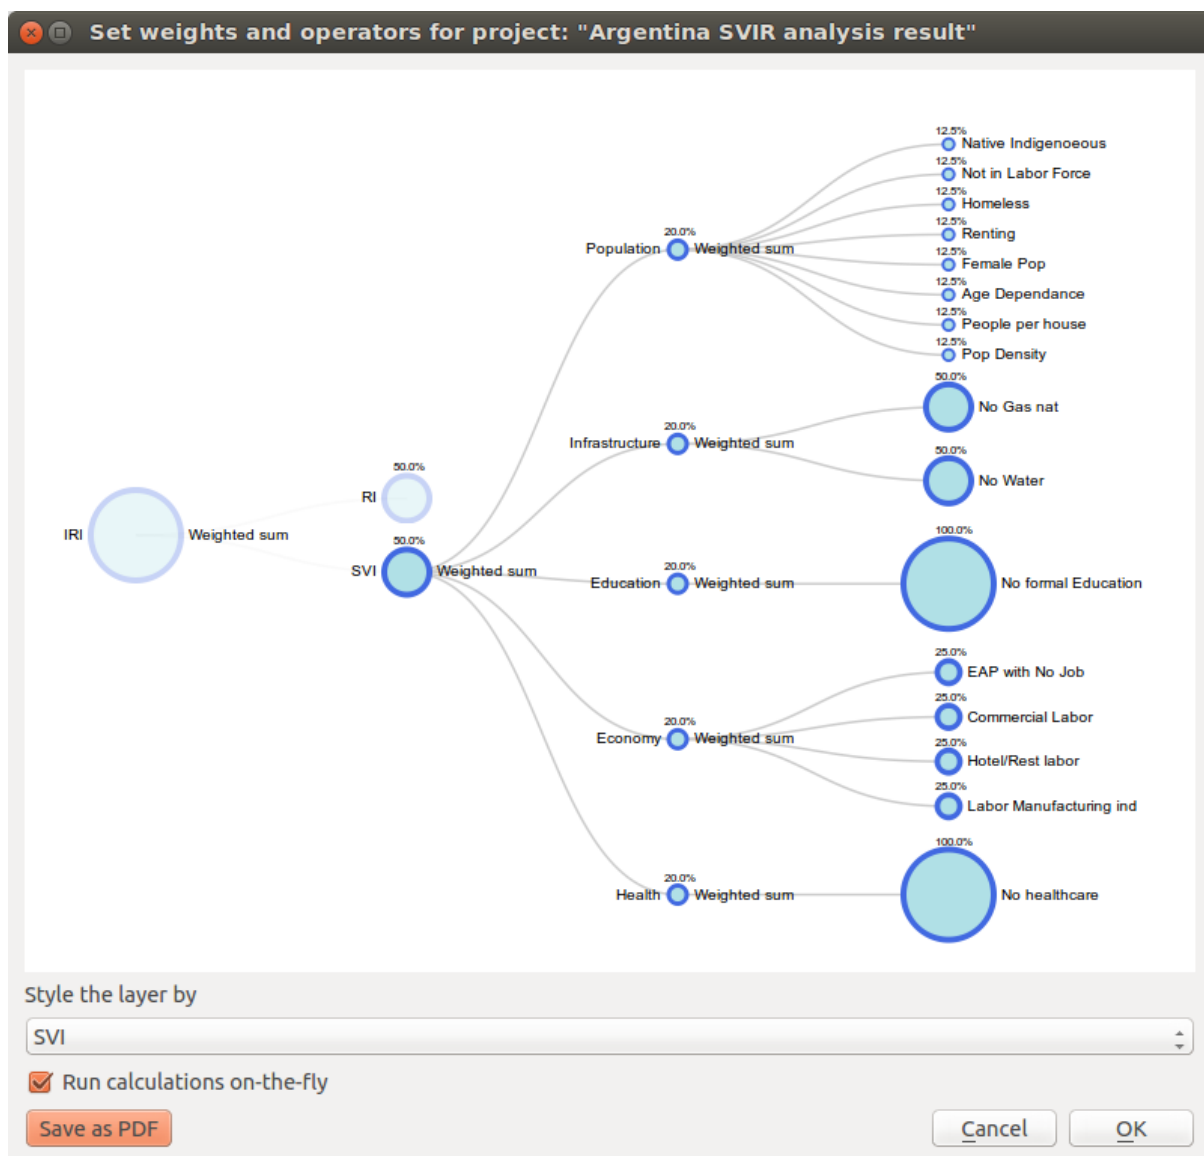 Set weights and operators for project: "Argentina SVIR analysis result"
12.5%
Native Indigenoeous
12.5%
Not in Labor Force
12.5%
Homeless
12.5%
Renting
12.5%
Female Pop
12.5%
Age Dependance
12.5%
People per house
12.5%
Pop Density
20.0%
Population Weighted sum
50.0%
No Gas nat
20.0%
Infrastructure Weighted sum
50.0%
No Water
50.0%
RI
IRI Weighted sum
50.0%
SVI Weighted sum
100.0%
No formal Education
20.0%
Education Weighted sum
25.0%
EAP with No Job
25.0%
Commercial Labor
25.0%
Hotel/Rest labor
25.0%
Labor Manufacturing ind
20.0%
Economy Weighted sum
100.0%
No healthcare
20.0%
Health Weighted sum
Style the layer by
SVI
Run calculations on-the-fly
Save as PDF
Cancel
OK